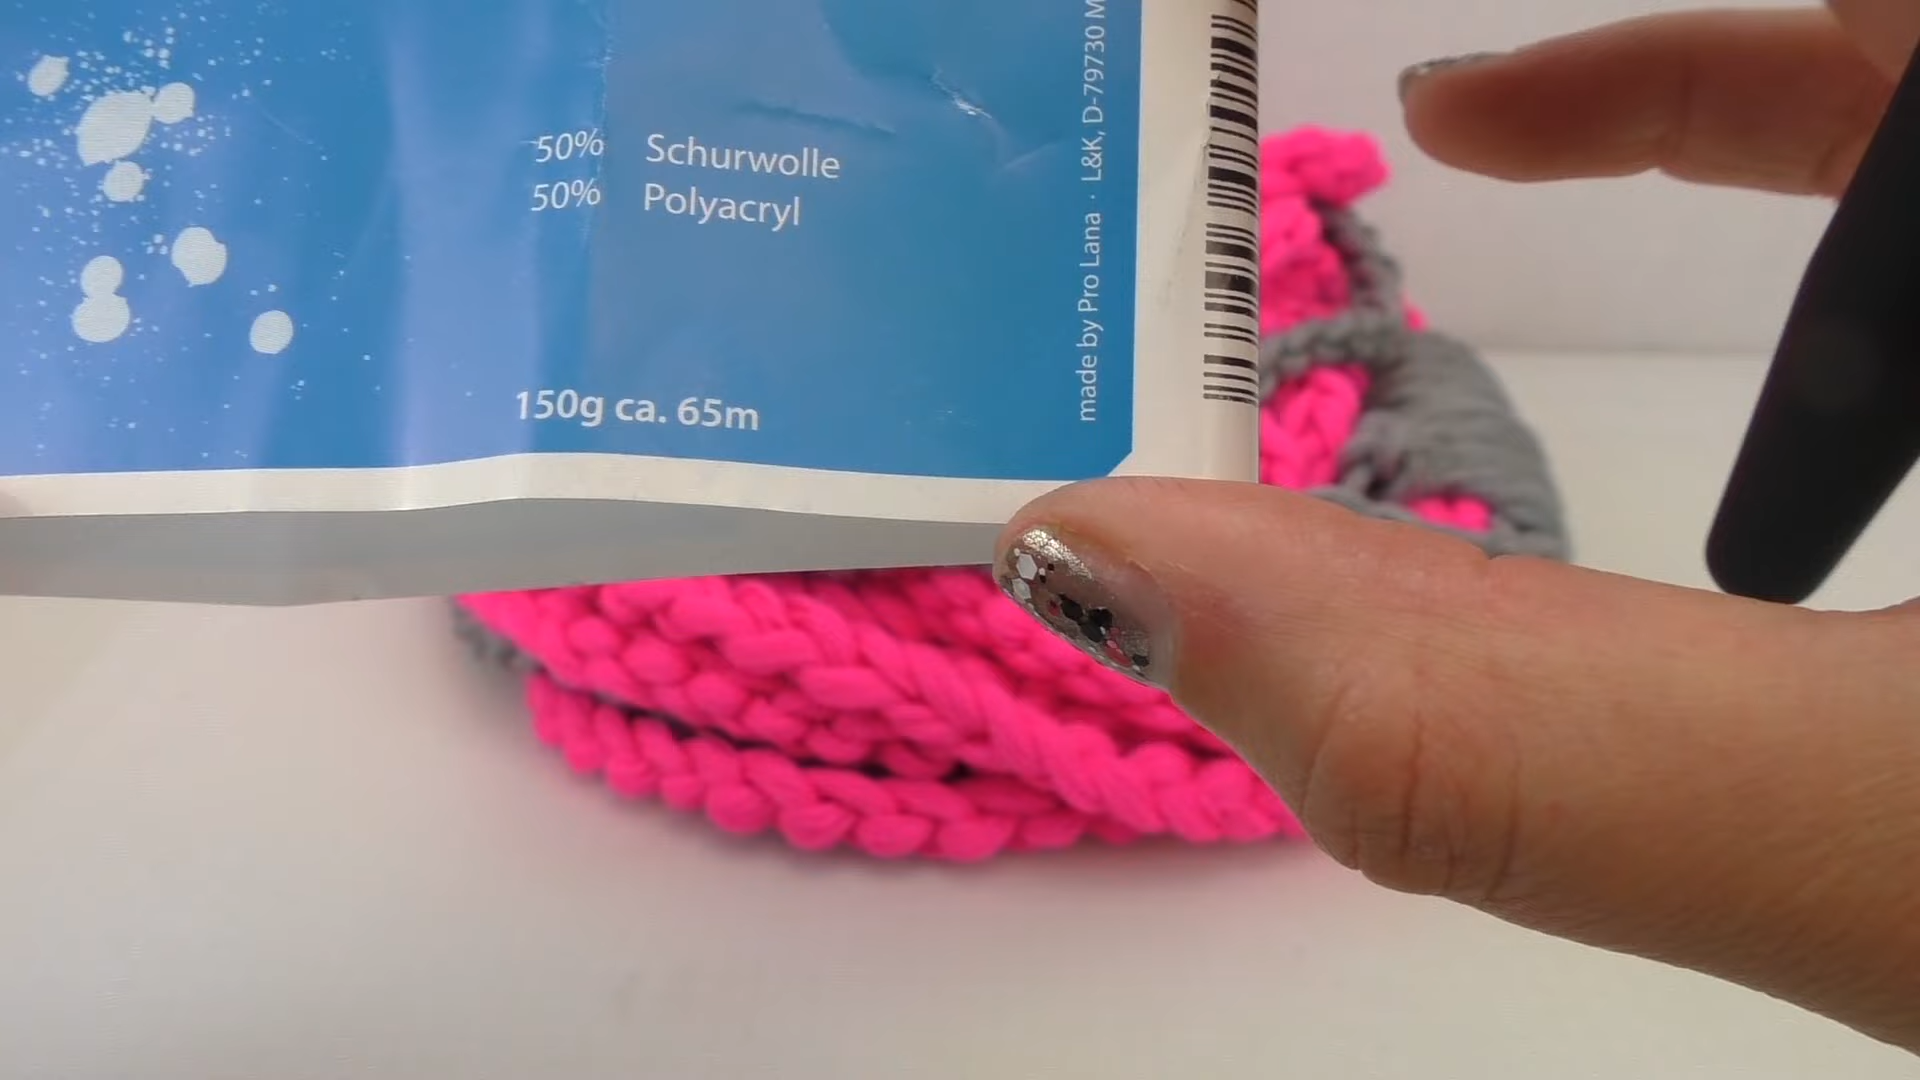 50% Schurwolle
50% Polyacryl
150g ca. 65m
made by Pro Lana · L&K, D-79730